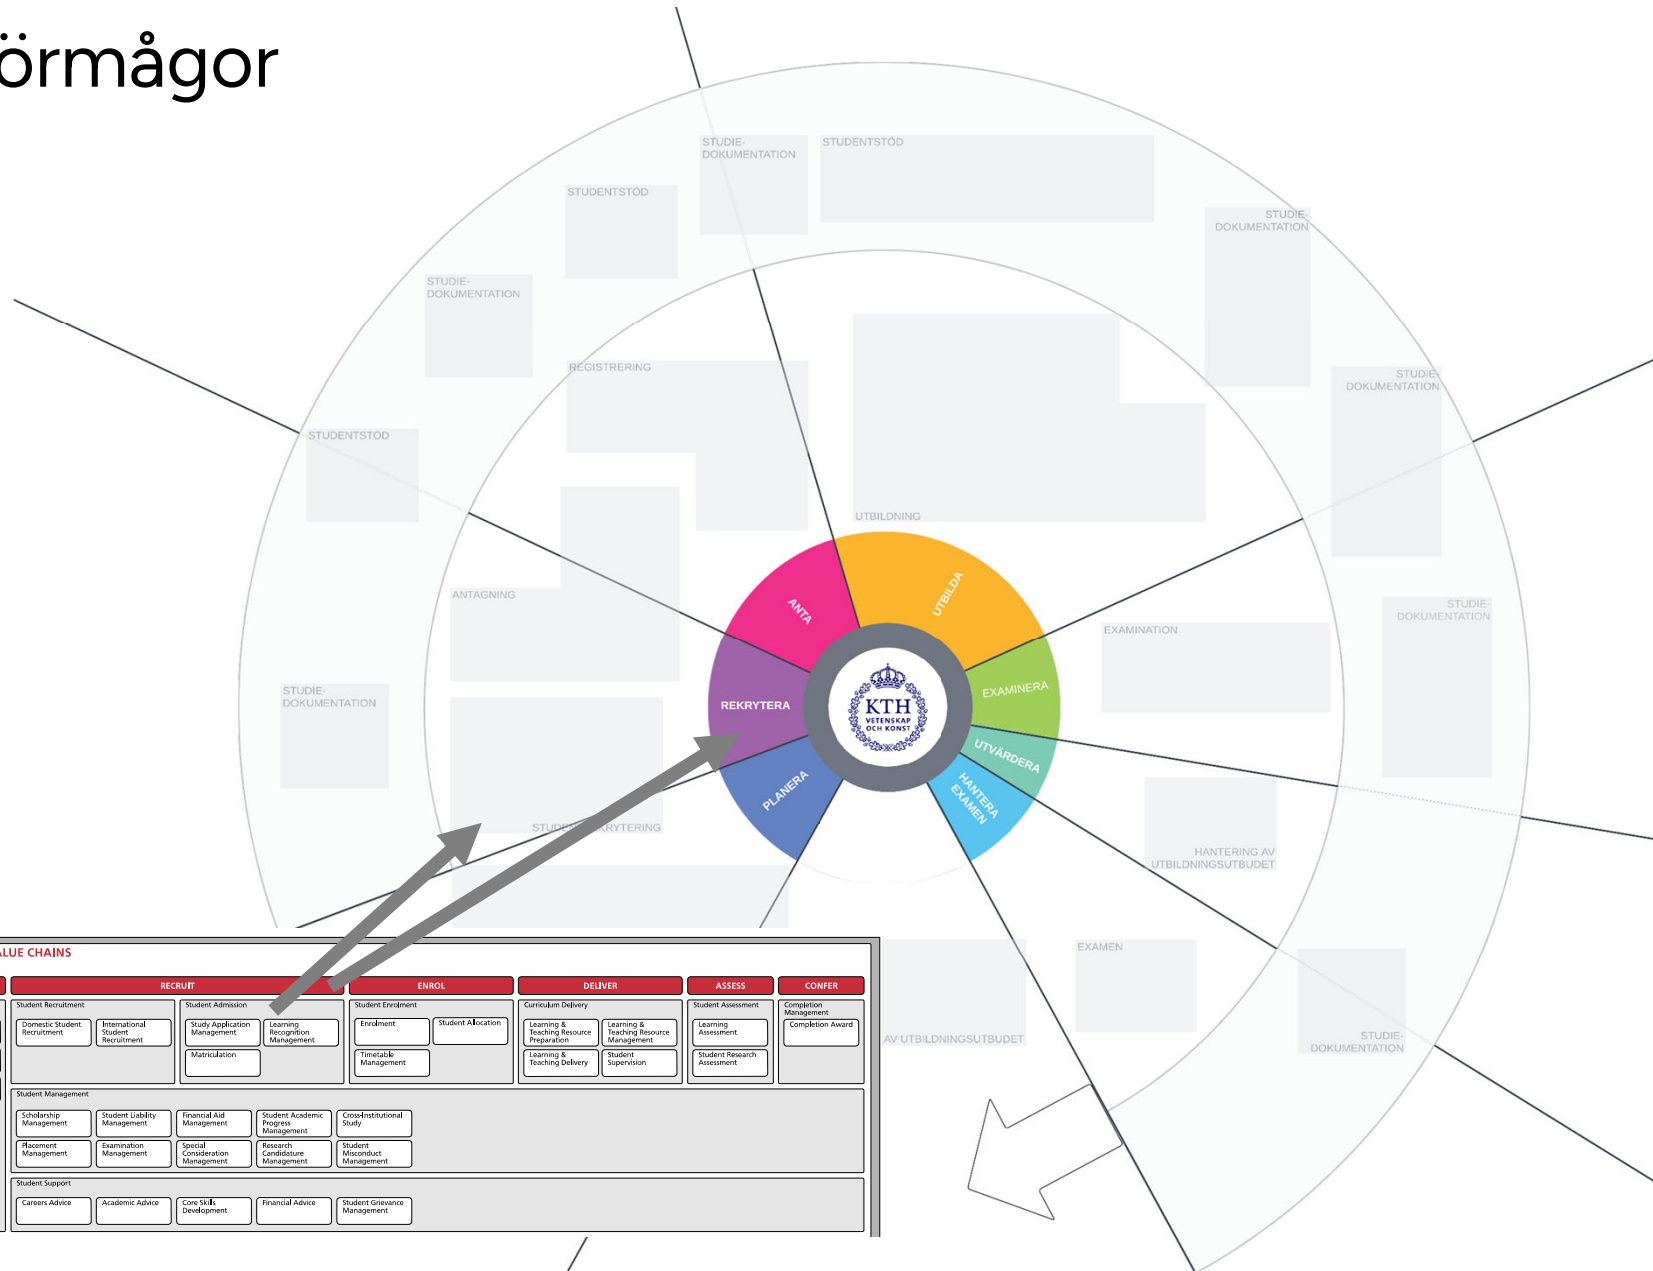 örmågor
STUDIE-
DOKUMENTATION
STUDENTSTÖD
STUDENTSTÖD
STUDIE-
DOKUMENTATION
STUDIE-
DOKUMENTATION
REGISTRERING
STUDIE-
DOKUMENTATION
STUDENTSTÖD
UTBILDNING
ANTAGNING
ANTA
UTBILDA
STUDIE-
DOKUMENTATION
EXAMINATION
EXAMINERA
STUDIE-
DOKUMENTATION
REKRYTERA
KTH
VETENSKAP
OCH KONST
UTVÄRDERA
PLANERA
HANTERA
EXAMEN
STUDEN KRYTERING
HANTERING AV
UTBILDNINGSUTBUDET
EXAMEN
AV UTBILDNINGSUTBUDET
STUDIE-
DOKUMENTATION
ALUE CHAINS
RECRUIT
ENROL
DELIVER
ASSESS
CONFER
Student Recruitment
Domestic Student
Recruitment
International
Student
Recruitment
Student Admission
Study Application
Management
Learning
Recognition
Management
Matriculation
Student Enrolment
Enrolment
Student Allocation
Timetable
Management
Curriculum Delivery
Learning &
Teaching Resource
Preparation
Learning &
Teaching Resource
Management
Learning &
Teaching Delivery
Student
Supervision
Student Assessment
Learning
Assessment
Student Research
Assessment
Completion
Management
Completion Award
Student Management
Scholarship
Management
Student Liability
Management
Financial Aid
Management
Student Academic
Progress
Management
Cross-Institutional
Study
Placement
Management
Examination
Management
Special
Consideration
Management
Research
Candidature
Management
Student
Misconduct
Management
Student Support
Careers Advice
Academic Advice
Core Skills
Development
Financial Advice
Student Grievance
Management